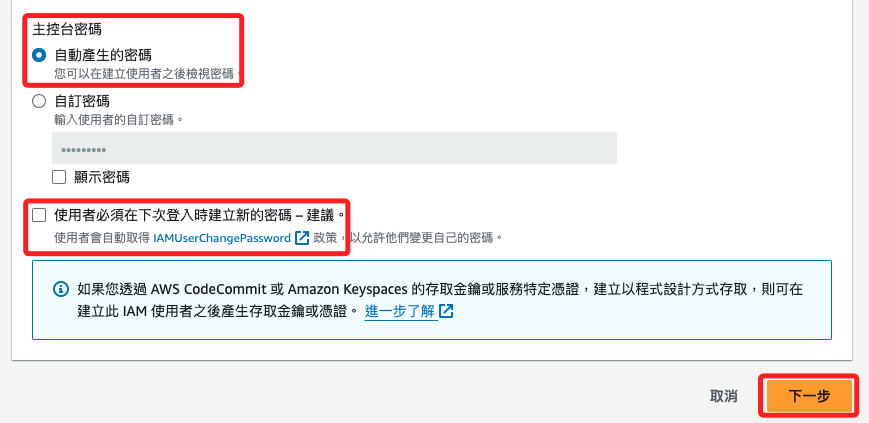 主控台密碼
自動產生的密碼
您可以在建立使用者之後檢視密碼。
自訂密碼
輸入使用者的自訂密碼。
•••••••••
顯示密碼
使用者必須在下次登入時建立新的密碼 – 建議。
使用者會自動取得 IAMUserChangePassword 政策，以允許他們變更自己的密碼。
如果您透過 AWS CodeCommit 或 Amazon Keyspaces 的存取金鑰或服務特定憑證，建立以程式設計方式存取，則可在
建立此 IAM 使用者之後產生存取金鑰或憑證。 進一步了解
取消
下一步